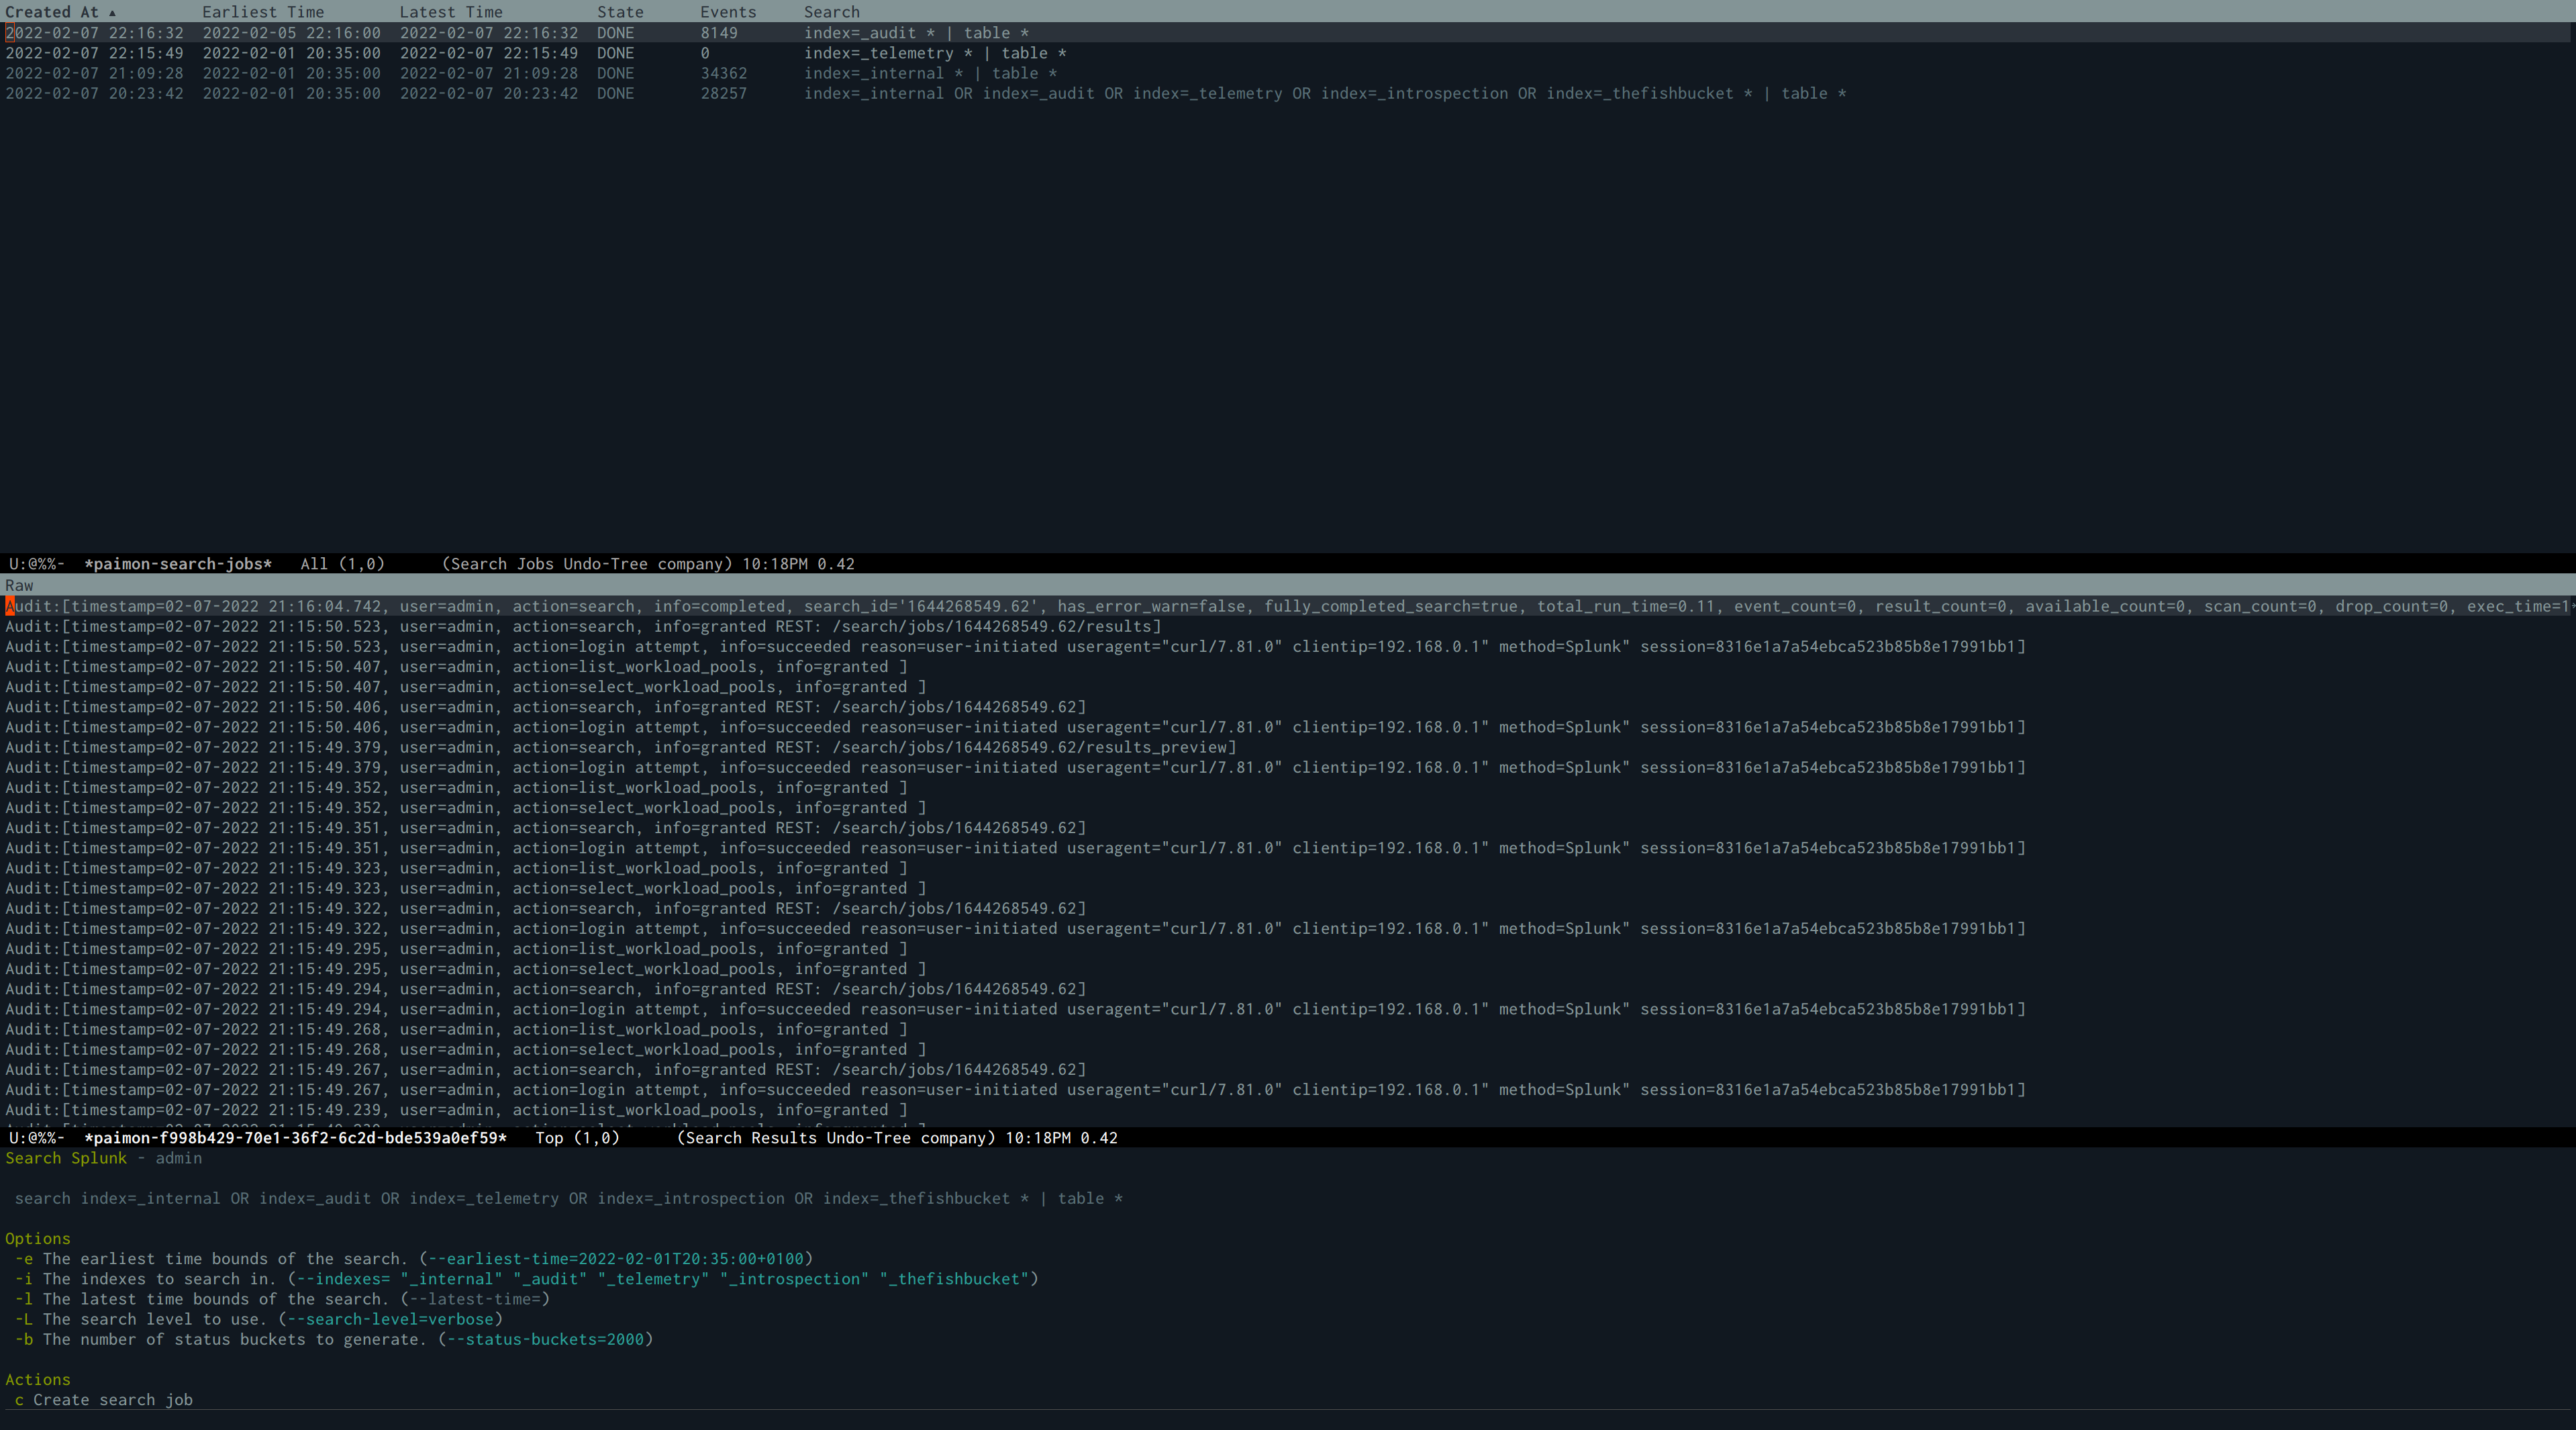 Created At ▲ Earliest Time Latest Time State Events Search
2022-02-07 22:16:32 2022-02-05 22:16:00 2022-02-07 22:16:32 DONE 8149 index=_audit * | table *
2022-02-07 22:15:49 2022-02-01 20:35:00 2022-02-07 22:15:49 DONE 0 index=_telemetry * | table *
2022-02-07 21:09:28 2022-02-01 20:35:00 2022-02-07 21:09:28 DONE 34362 index=_internal * | table *
2022-02-07 20:23:42 2022-02-01 20:35:00 2022-02-07 20:23:42 DONE 28257 index=_internal OR index=_audit OR index=_telemetry OR index=_introspection OR index=_thefishbucket * | table *
U:@%%- *paimon-search-jobs* All (1,0) (Search Jobs Undo-Tree company) 10:18PM 0.42
Raw
Audit:[timestamp=02-07-2022 21:16:04.742, user=admin, action=search, info=completed, search_id='1644268549.62', has_error_warn=false, fully_completed_search=true, total_run_time=0.11, event_count=0, result_count=0, available_count=0, scan_count=0, drop_count=0, exec_time=1
Audit:[timestamp=02-07-2022 21:15:50.523, user=admin, action=search, info=granted REST: /search/jobs/1644268549.62/results]
Audit:[timestamp=02-07-2022 21:15:50.523, user=admin, action=login attempt, info=succeeded reason=user-initiated useragent="curl/7.81.0" clientip=192.168.0.1" method=Splunk" session=8316e1a7a54ebca523b85b8e17991bb1]
Audit:[timestamp=02-07-2022 21:15:50.407, user=admin, action=list_workload_pools, info=granted ]
Audit:[timestamp=02-07-2022 21:15:50.407, user=admin, action=select_workload_pools, info=granted ]
Audit:[timestamp=02-07-2022 21:15:50.406, user=admin, action=search, info=granted REST: /search/jobs/1644268549.62]
Audit:[timestamp=02-07-2022 21:15:50.406, user=admin, action=login attempt, info=succeeded reason=user-initiated useragent="curl/7.81.0" clientip=192.168.0.1" method=Splunk" session=8316e1a7a54ebca523b85b8e17991bb1]
Audit:[timestamp=02-07-2022 21:15:49.379, user=admin, action=search, info=granted REST: /search/jobs/1644268549.62/results_preview]
Audit:[timestamp=02-07-2022 21:15:49.379, user=admin, action=login attempt, info=succeeded reason=user-initiated useragent="curl/7.81.0" clientip=192.168.0.1" method=Splunk" session=8316e1a7a54ebca523b85b8e17991bb1]
Audit:[timestamp=02-07-2022 21:15:49.352, user=admin, action=list_workload_pools, info=granted ]
Audit:[timestamp=02-07-2022 21:15:49.352, user=admin, action=select_workload_pools, info=granted ]
Audit:[timestamp=02-07-2022 21:15:49.351, user=admin, action=search, info=granted REST: /search/jobs/1644268549.62]
Audit:[timestamp=02-07-2022 21:15:49.351, user=admin, action=login attempt, info=succeeded reason=user-initiated useragent="curl/7.81.0" clientip=192.168.0.1" method=Splunk" session=8316e1a7a54ebca523b85b8e17991bb1]
Audit:[timestamp=02-07-2022 21:15:49.323, user=admin, action=list_workload_pools, info=granted ]
Audit:[timestamp=02-07-2022 21:15:49.323, user=admin, action=select_workload_pools, info=granted ]
Audit:[timestamp=02-07-2022 21:15:49.322, user=admin, action=search, info=granted REST: /search/jobs/1644268549.62]
Audit:[timestamp=02-07-2022 21:15:49.322, user=admin, action=login attempt, info=succeeded reason=user-initiated useragent="curl/7.81.0" clientip=192.168.0.1" method=Splunk" session=8316e1a7a54ebca523b85b8e17991bb1]
Audit:[timestamp=02-07-2022 21:15:49.295, user=admin, action=list_workload_pools, info=granted ]
Audit:[timestamp=02-07-2022 21:15:49.295, user=admin, action=select_workload_pools, info=granted ]
Audit:[timestamp=02-07-2022 21:15:49.294, user=admin, action=search, info=granted REST: /search/jobs/1644268549.62]
Audit:[timestamp=02-07-2022 21:15:49.294, user=admin, action=login attempt, info=succeeded reason=user-initiated useragent="curl/7.81.0" clientip=192.168.0.1" method=Splunk" session=8316e1a7a54ebca523b85b8e17991bb1]
Audit:[timestamp=02-07-2022 21:15:49.268, user=admin, action=list_workload_pools, info=granted ]
Audit:[timestamp=02-07-2022 21:15:49.268, user=admin, action=select_workload_pools, info=granted ]
Audit:[timestamp=02-07-2022 21:15:49.267, user=admin, action=search, info=granted REST: /search/jobs/1644268549.62]
Audit:[timestamp=02-07-2022 21:15:49.267, user=admin, action=login attempt, info=succeeded reason=user-initiated useragent="curl/7.81.0" clientip=192.168.0.1" method=Splunk" session=8316e1a7a54ebca523b85b8e17991bb1]
Audit:[timestamp=02-07-2022 21:15:49.239, user=admin, action=list_workload_pools, info=granted ]
U:@%%- *paimon-f998b429-70e1-36f2-6c2d-bde539a0ef59* Top (1,0) (Search Results Undo-Tree company) 10:18PM 0.42
Search Splunk - admin
search index=_internal OR index=_audit OR index=_telemetry OR index=_introspection OR index=_thefishbucket * | table *
Options
-e The earliest time bounds of the search. (--earliest-time=2022-02-01T20:35:00+0100)
-i The indexes to search in. (--indexes= "_internal" "_audit" "_telemetry" "_introspection" "_thefishbucket")
-l The latest time bounds of the search. (--latest-time=)
-L The search level to use. (--search-level=verbose)
-b The number of status buckets to generate. (--status-buckets=2000)
Actions
c Create search job